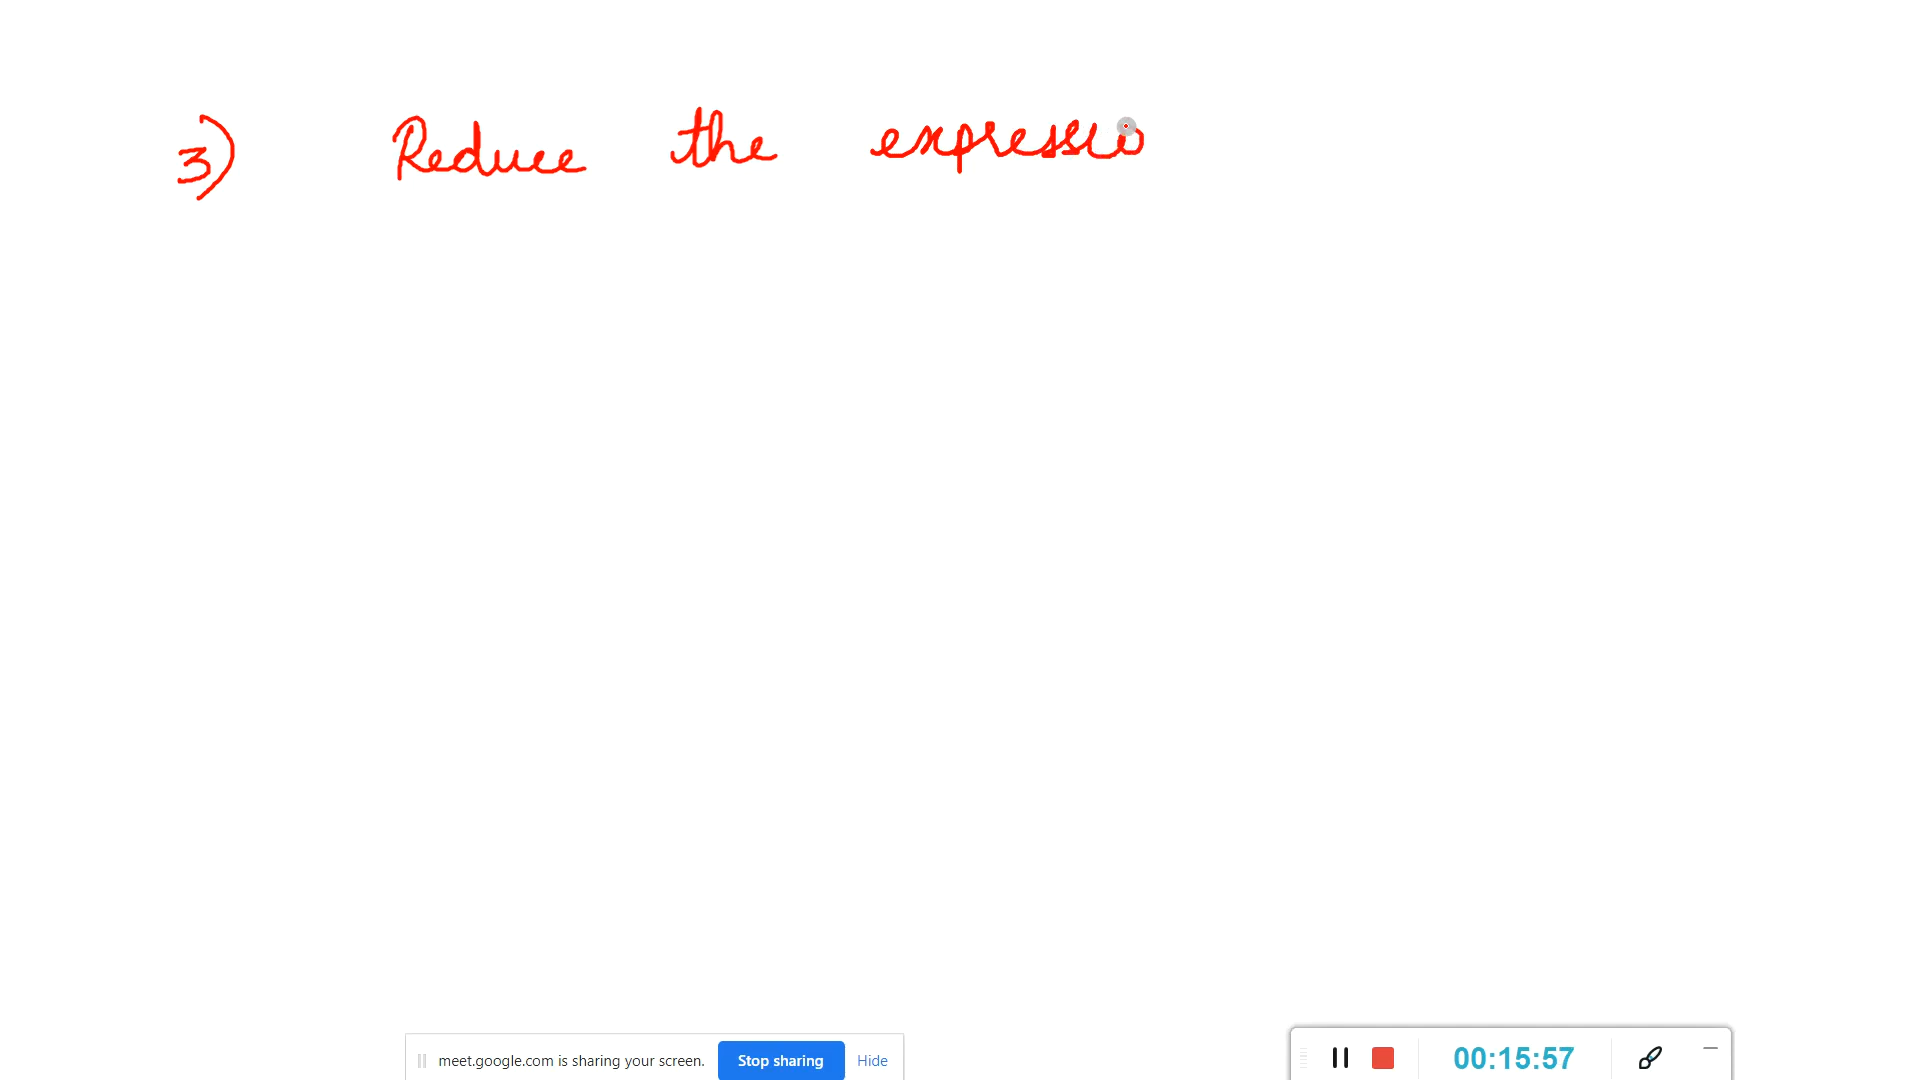 3) Reduce the expressio
meet.google.com is sharing your screen. Stop sharing Hide
00:15:57